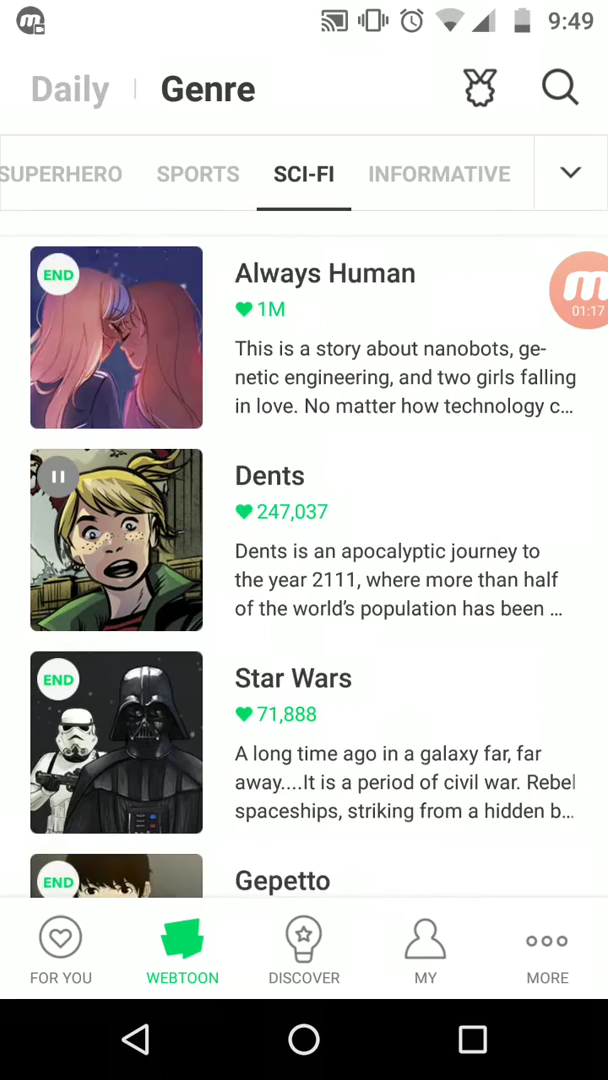 9:49
Daily
Genre
SUPERHERO
SPORTS
SCI-FI
INFORMATIVE
END
Always Human
1M
This is a story about nanobots, ge-
netic engineering, and two girls falling
in love. No matter how technology c...
01:17
Dents
247,037
Dents is an apocalyptic journey to
the year 2111, where more than half
of the world's population has been ...
END
Star Wars
71,888
A long time ago in a galaxy far, far
away....It is a period of civil war. Rebel
spaceships, striking from a hidden b...
END
Gepetto
FOR YOU
WEBTOON
DISCOVER
MY
MORE